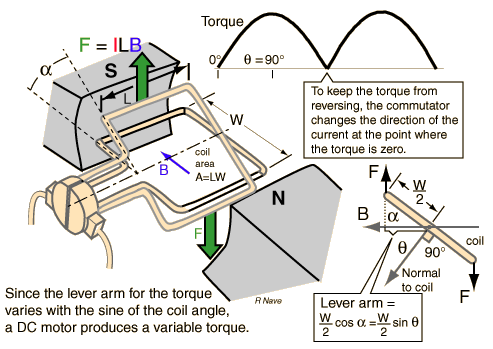 F = ILB
S
α
L
W
B
coil
area
A=LW
F
N
R Nave
Torque
0°
θ = 90°
To keep the torque from
reversing, the commutator
changes the direction of the
current at the point where
the torque is zero.
F
W
2
B
α
coil
θ
90°
Normal
to coil
F
Lever arm =
W/2 cos α = W/2 sin θ
Since the lever arm for the torque
varies with the sine of the coil angle,
a DC motor produces a variable torque.